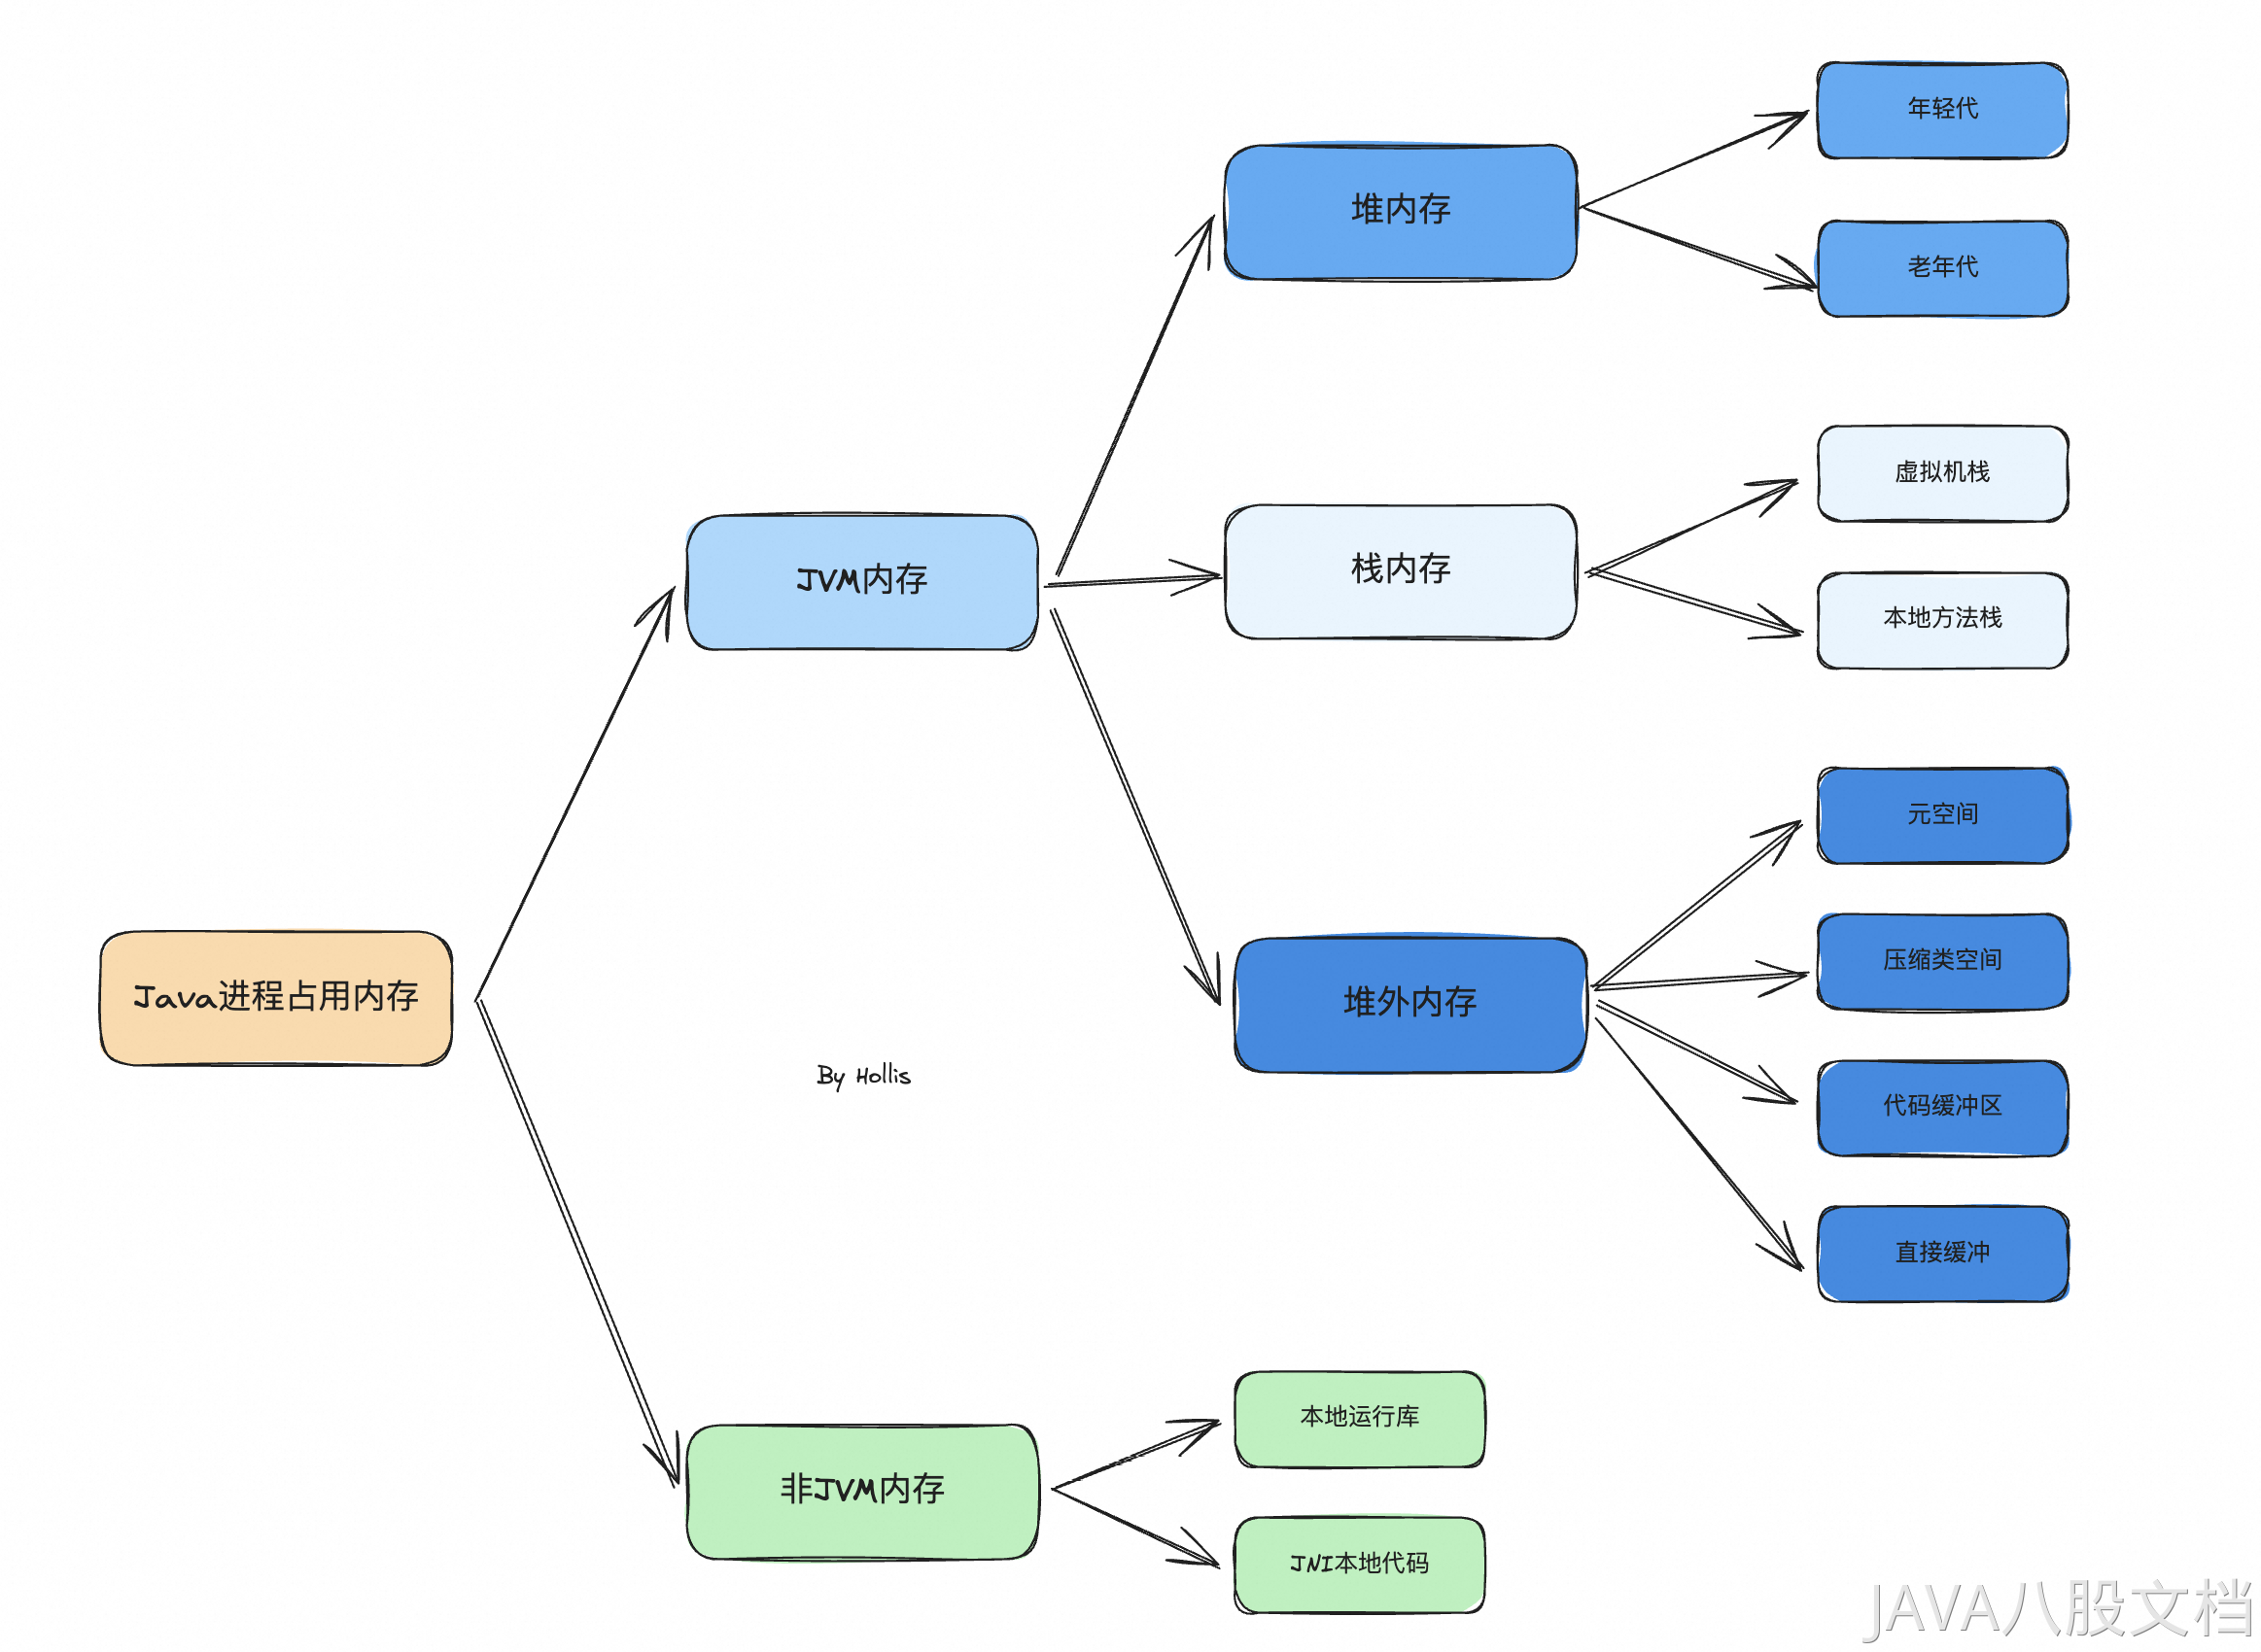 年轻代
堆内存
老年代
虚拟机栈
栈内存
JVM内存
本地方法栈
元空间
压缩类空间
Java进程占用内存
堆外内存
By Hollis
代码缓冲区
直接缓冲
本地运行库
非JVM内存
JNI本地代码
JAVA八股文档